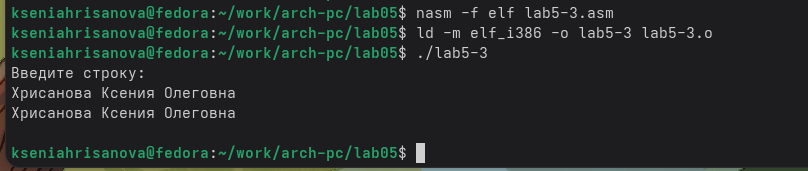 kseniahrisanova@fedora:~/work/arch-pc/lab05$ nasm -f elf lab5-3.asm
kseniahrisanova@fedora:~/work/arch-pc/lab05$ ld -m elf_i386 -o lab5-3 lab5-3.o
kseniahrisanova@fedora:~/work/arch-pc/lab05$ ./lab5-3
Введите строку:
Хрисанова Ксения Олеговна
Хрисанова Ксения Олеговна
kseniahrisanova@fedora:~/work/arch-pc/lab05$